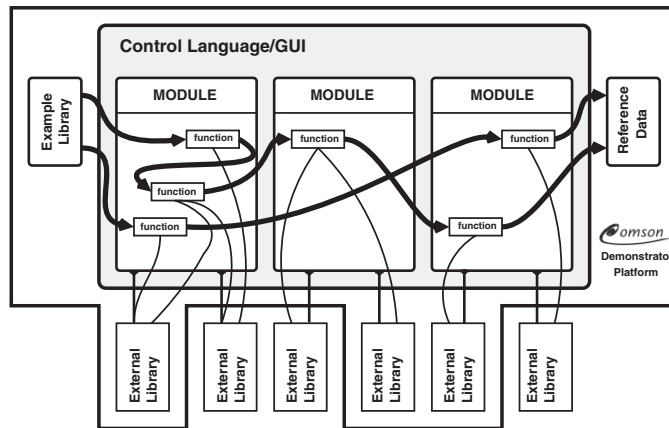 Control Language/GUI
Example
Library
MODULE
MODULE
MODULE
Reference
Data
function
function
function
function
function
function
omson
Demonstrator
Platform
External
Library
External
Library
External
Library
External
Library
External
Library
External
Library